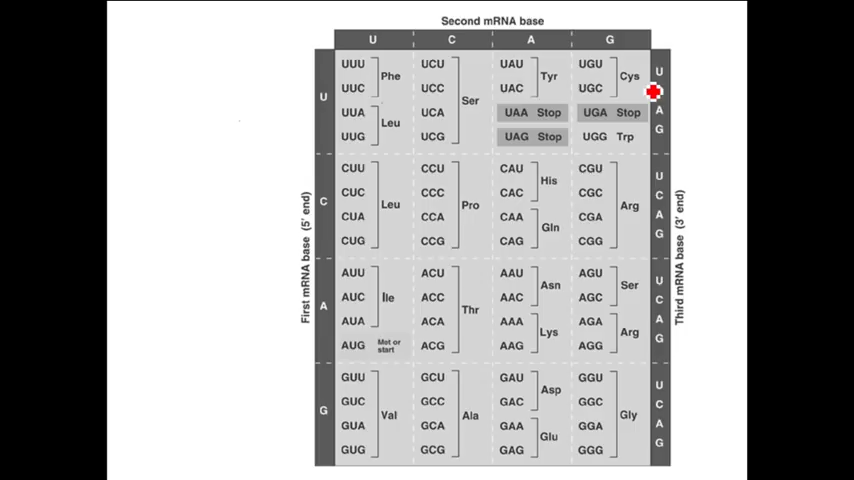 Second mRNA base
U C A G
UUU UCU UAU UGU U
Phe Tyr Cys
UUC UCC UAC UGC
U Ser
UUA UCA UAA Stop UGA Stop A
Leu
UUG UCG UAG Stop UGG Trp G
CUU CCU CAU CGU U
His
CUC CCC CAC CGC C
C Leu Pro Arg
CUA CCA CAA CGA A
Gln
CUG CCG CAG CGG G
AUU ACU AAU AGU U
Asn Ser
AUC ACC AAC AGC C
A Ile Thr
AUA ACA AAA AGA A
Lys Arg
AUG Met or start ACG AAG AGG G
GUU GCU GAU GGU U
Asp
GUC GCC GAC GGC C
G Val Ala Gly
GUA GCA GAA GGA A
Glu
GUG GCG GAG GGG G
First mRNA base (5' end)
Third mRNA base (3' end)